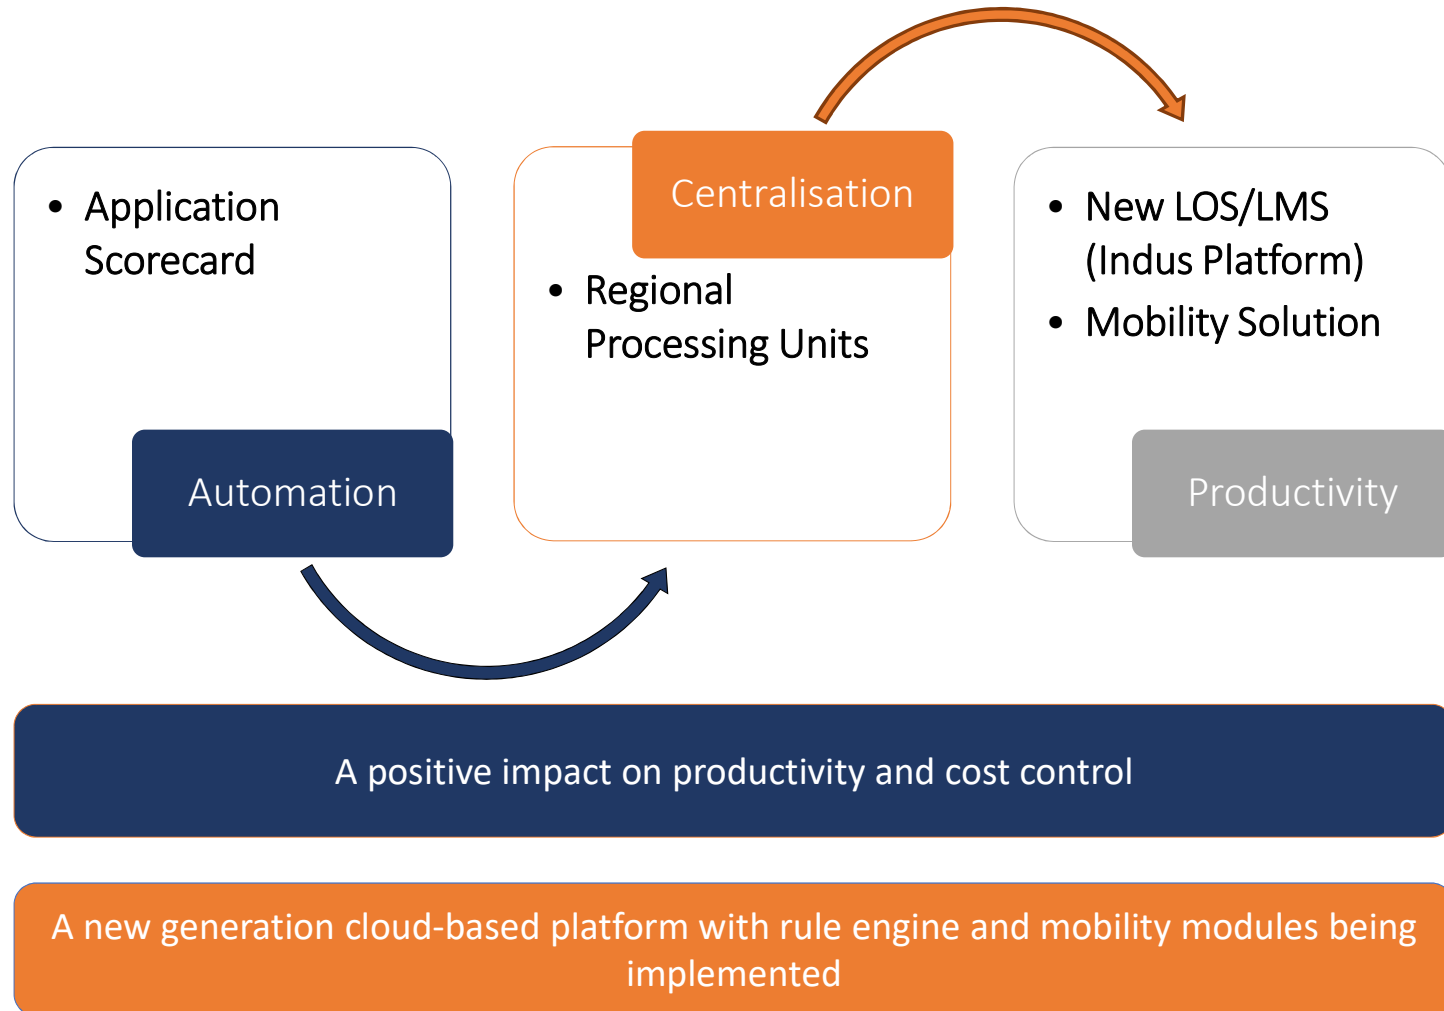 • Application
Scorecard
Automation
Centralisation
• Regional
Processing Units
• New LOS/LMS
(Indus Platform)
• Mobility Solution
Productivity
A positive impact on productivity and cost control
A new generation cloud-based platform with rule engine and mobility modules being
implemented